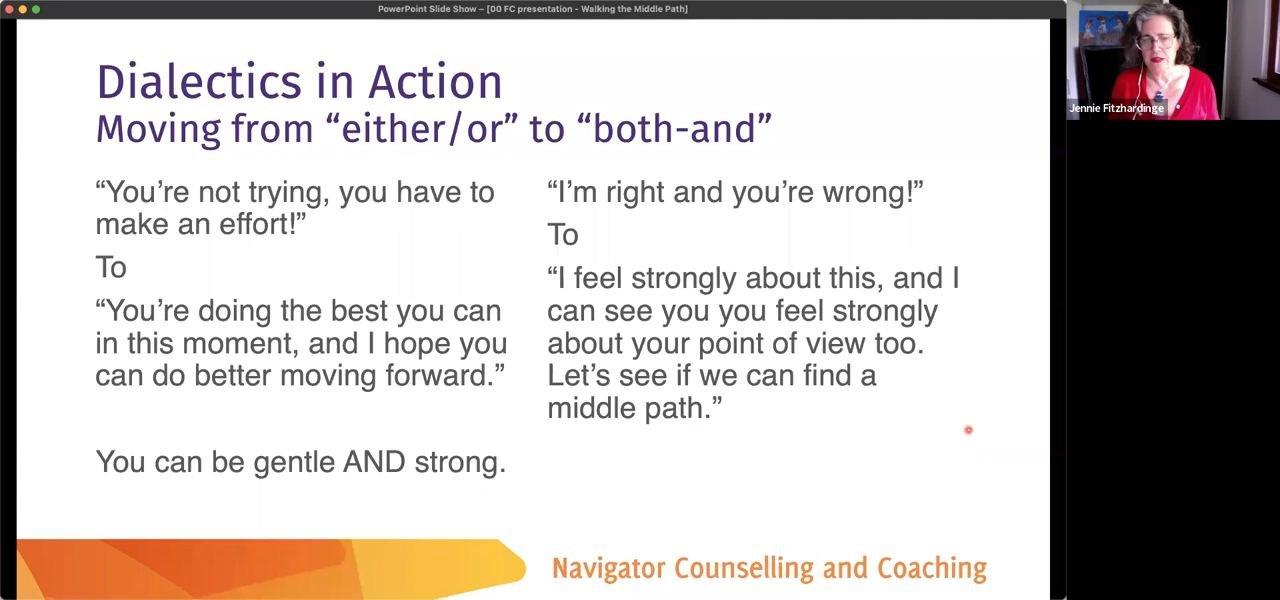 PowerPoint Slide Show – [00 FC presentation - Walking the Middle Path]
Dialectics in Action
Moving from “either/or” to “both-and”
“You’re not trying, you have to
make an effort!”
To
“You’re doing the best you can
in this moment, and I hope you
can do better moving forward.”
You can be gentle AND strong.
“I’m right and you’re wrong!”
To
“I feel strongly about this, and I
can see you you feel strongly
about your point of view too.
Let’s see if we can find a
middle path.”
Navigator Counselling and Coaching
Jennie Fitzhardinge